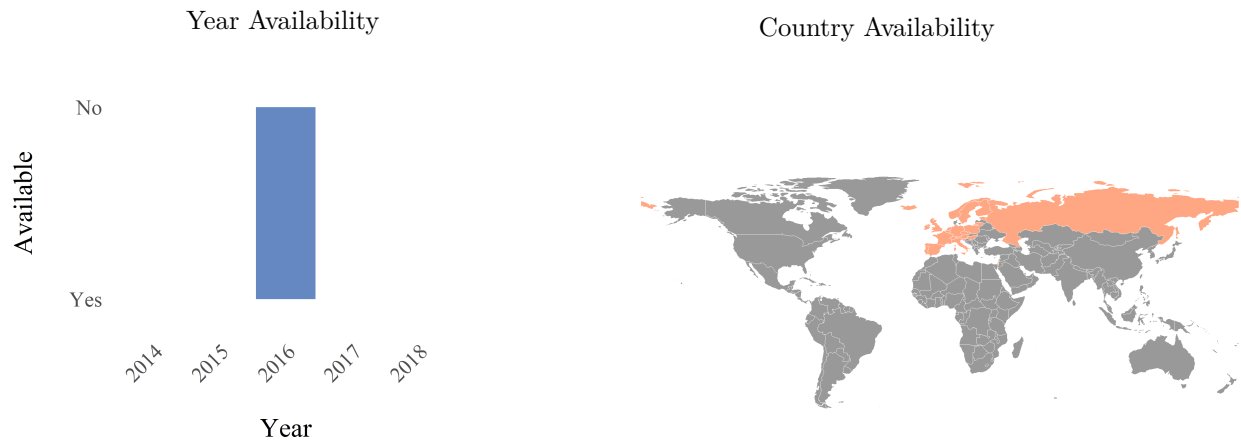 Year Availability
Available
No
Yes
2014
2015
2016
2017
2018
Year
Country Availability